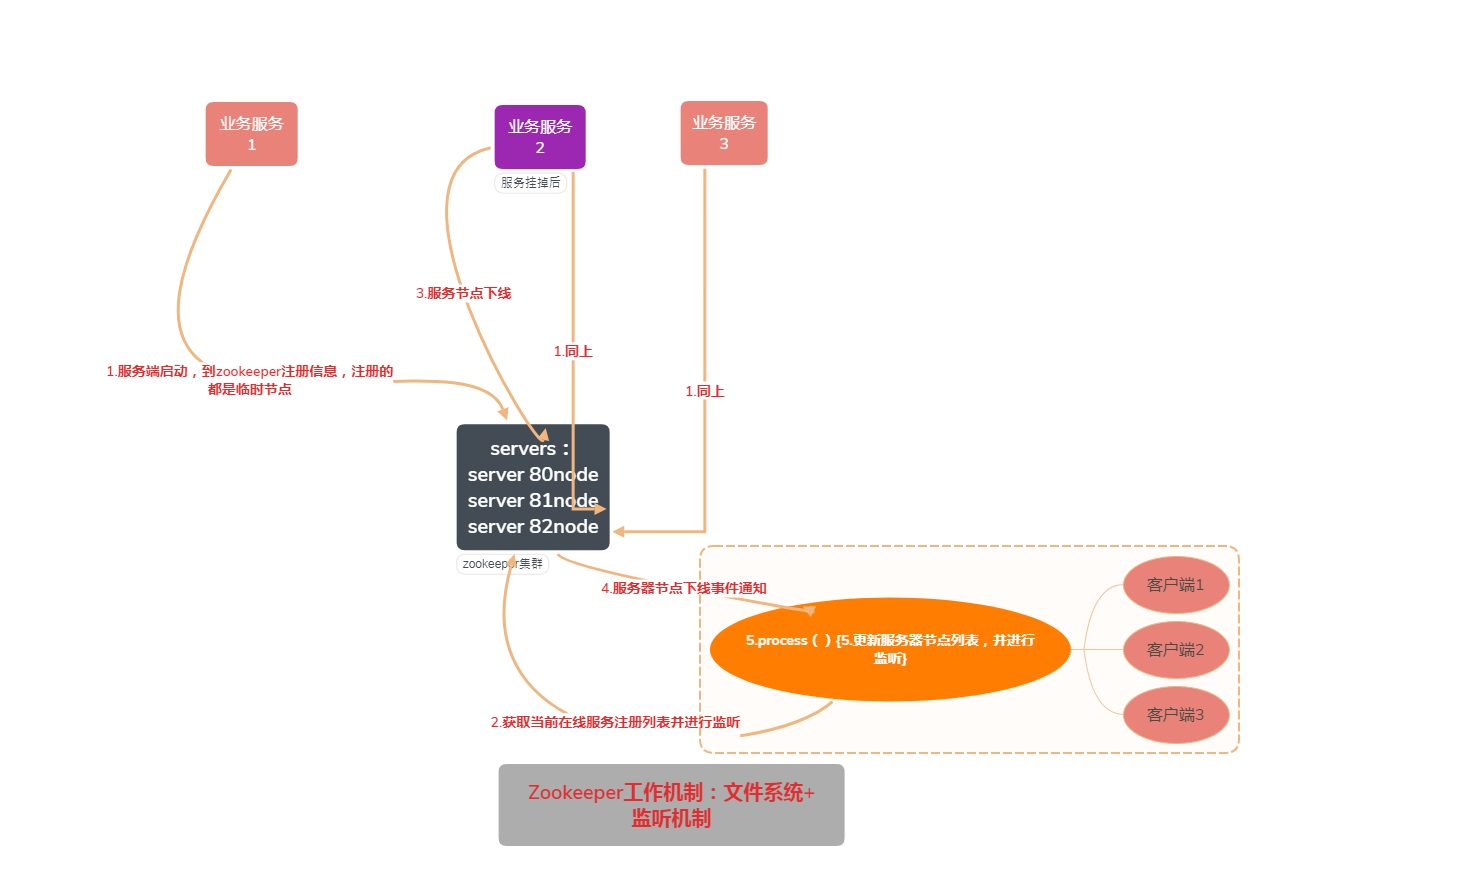 业务服务
1
业务服务
2
业务服务
3
服务挂掉后
3.服务节点下线
1.同上
1.服务端启动，到zookeeper注册信息，注册的
都是临时节点
1.同上
servers：
server 80node
server 81node
server 82node
zookeeper集群
4.服务器节点下线事件通知
客户端1
5.process（）{5.更新服务器节点列表，并进行
监听}
客户端2
客户端3
2.获取当前在线服务注册列表并进行监听
Zookeeper工作机制：文件系统+
监听机制